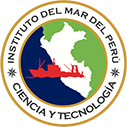 INSTITUTO DEL MAR DEL PERÚ
CIENCIA Y TECNOLOGÍA